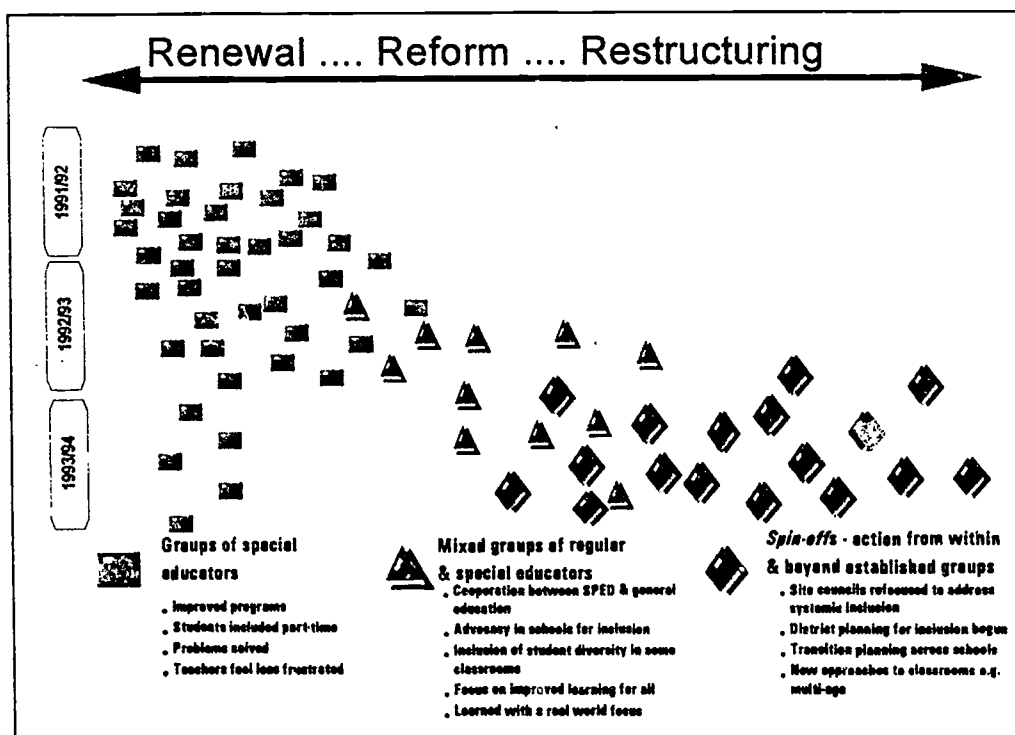 Renewal .... Reform .... Restructuring
1991/92
1992/93
1993/94
Groups of special
educators
. Improved programs
. Students included part-time
. Problems solved
. Teachers feel less frustrated
Mixed groups of regular
& special educators
. Cooperation between SPED & general
education
. Advocacy in schools for inclusion
. Inclusion of student diversity in some
classrooms
. Focus on improved learning for all
. Learned with a real world focus
Spin-offs - action from within
& beyond established groups
. Site councils refocused to address
systemic inclusion
. District planning for inclusion begun
. Transition planning across schools
. New approaches to classrooms e.g.
multi-age